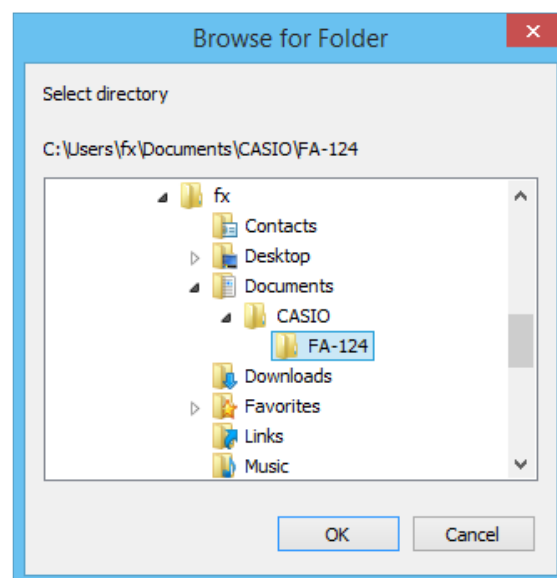 Browse for Folder
Select directory
C:\Users\fx\Documents\CASIO\FA-124
fx
Contacts
Desktop
Documents
CASIO
FA-124
Downloads
Favorites
Links
Music
OK Cancel